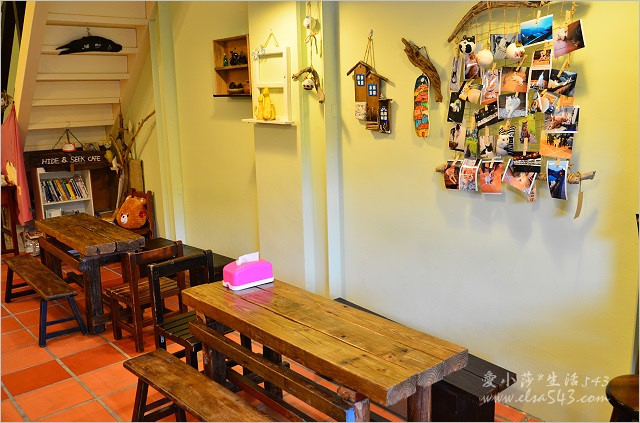 HIDE & SEEK CAFE
愛小莎*生活543
www.elsa543.com